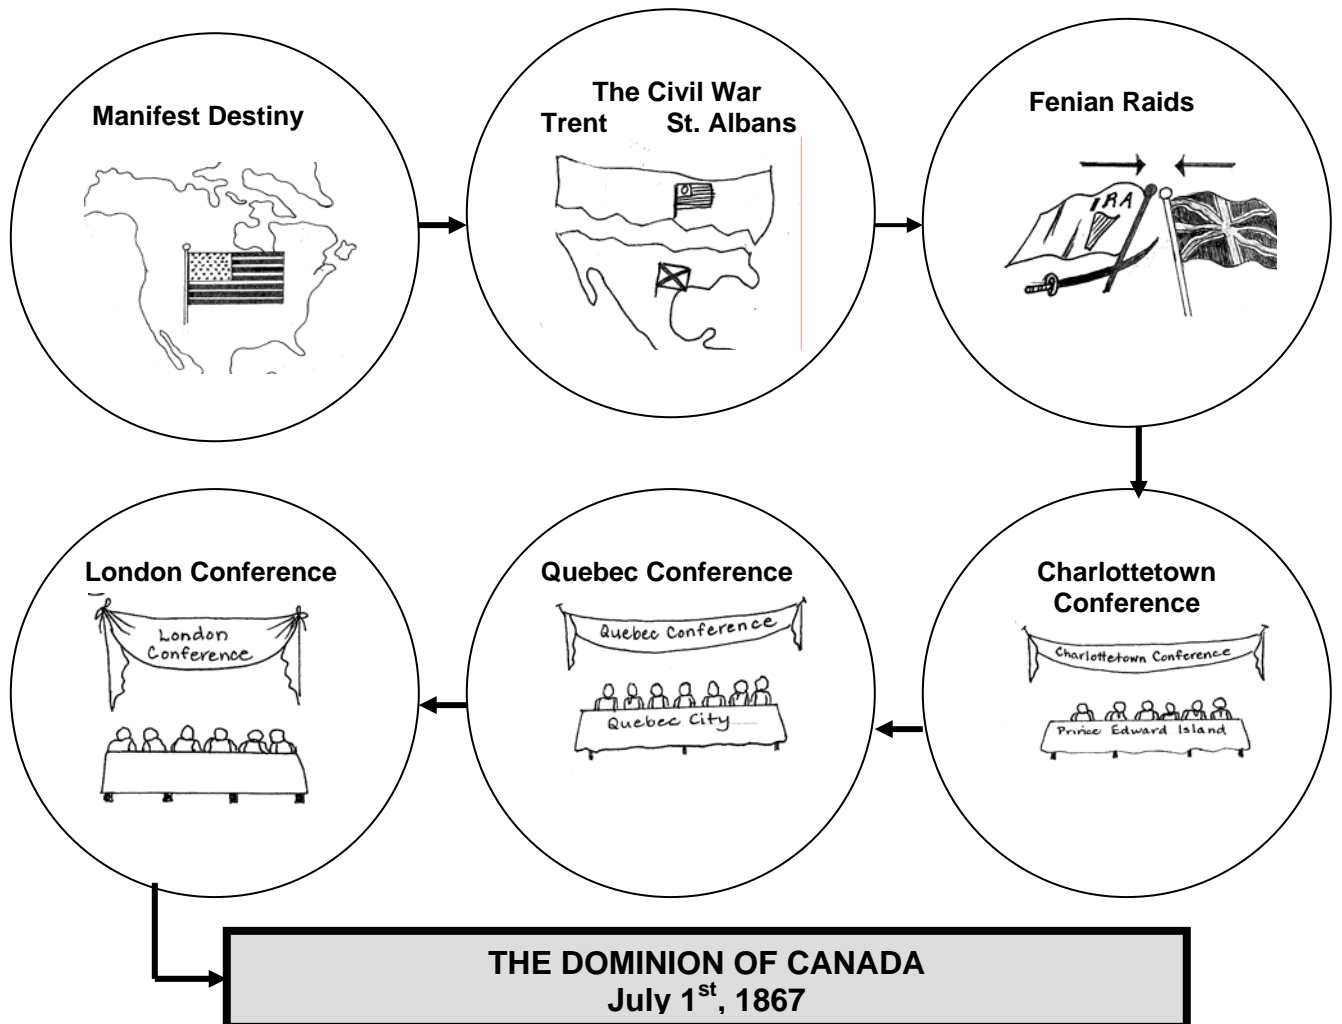 Manifest Destiny
The Civil War
Trent St. Albans
Fenian Raids
IRA
London Conference
London
Conference
Quebec Conference
Quebec Conference
Quebec City
Charlottetown
Conference
Charlottetown Conference
Prince Edward Island
THE DOMINION OF CANADA
July 1st, 1867